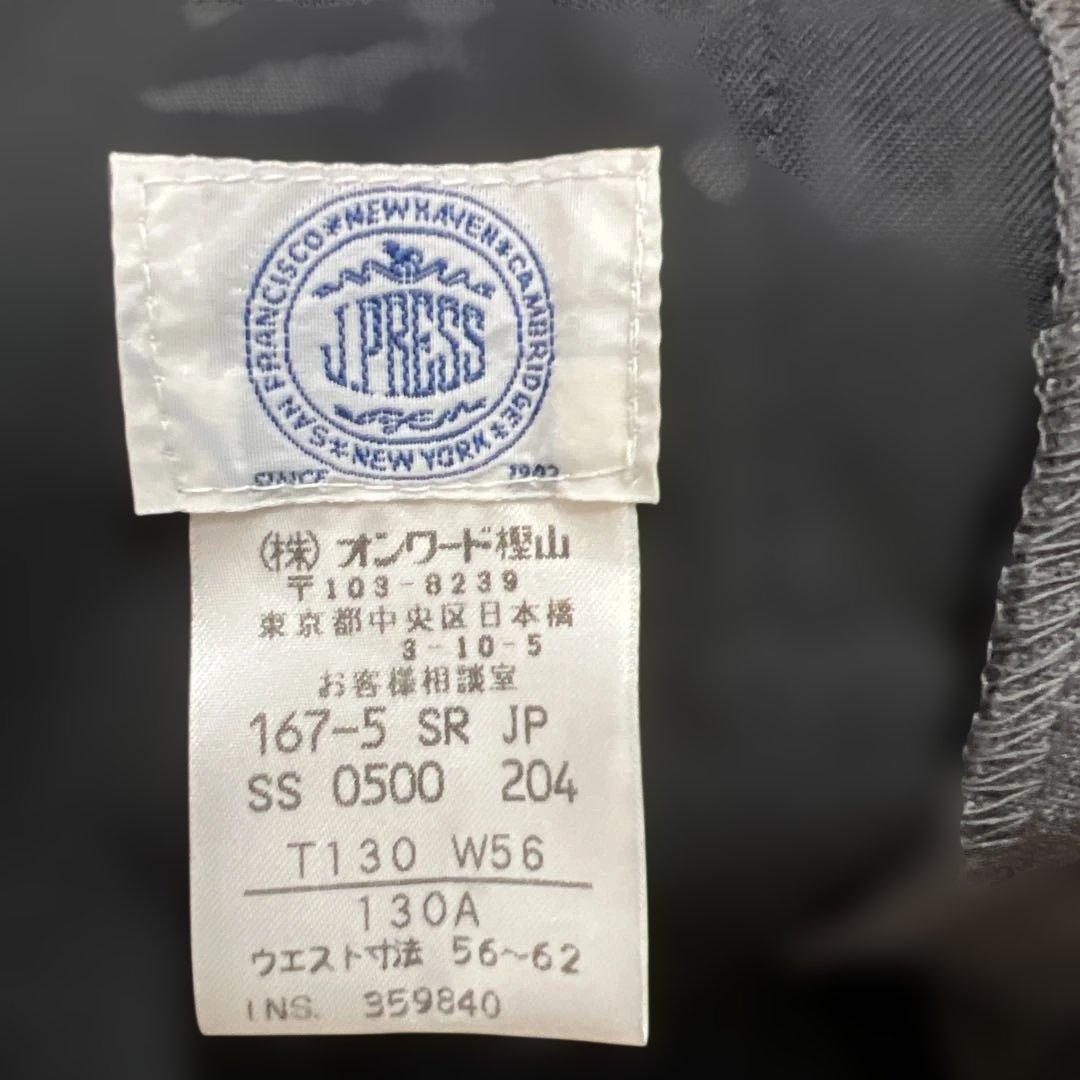 SAN FRANCISCO * NEW HAVEN * CAMBRIDGE * NEW YORK *
J.PRESS
SINCE 1902
(株) オンワード樫山
〒103-8239
東京都中央区日本橋
3-10-5
お客様相談室
167-5 SR JP
SS 0500 204
T130 W56
130A
ウエスト寸法 56~62
INS. 359840